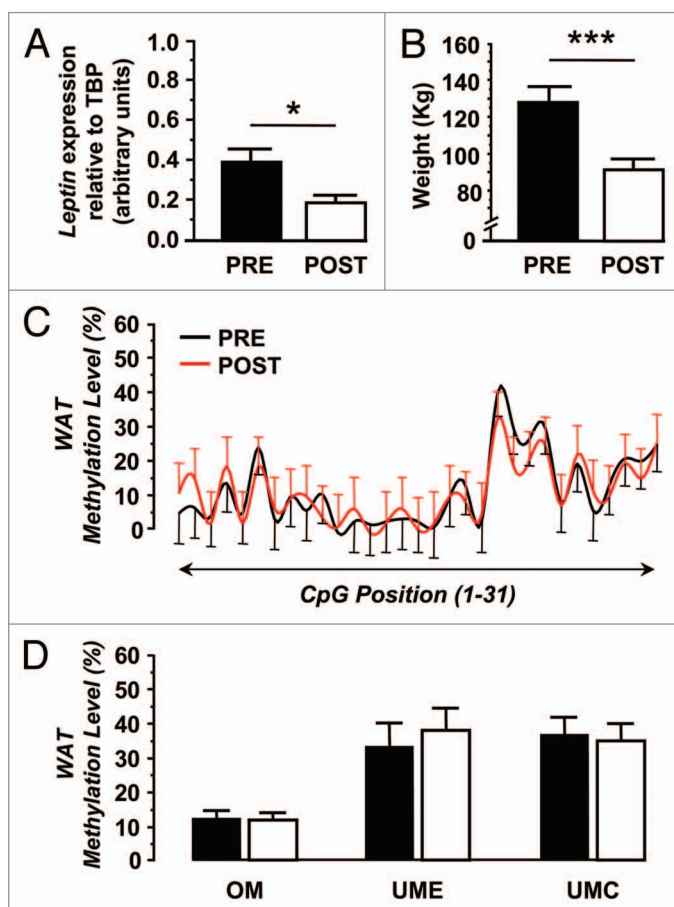 A
Leptin expression
relative to TBP
(arbitrary units)
1.0
0.8
0.6
0.4
0.2
0.0
*
PRE POST
B
Weight (Kg)
160
140
120
100
80
0
***
PRE POST
C
WAT
Methylation Level (%)
60
50
40
30
20
10
0
PRE
POST
CpG Position (1-31)
D
WAT
Methylation Level (%)
60
50
40
30
20
10
0
OM UME UMC